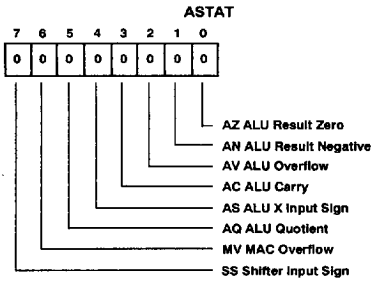 ASTAT
7 6 5 4 3 2 1 0
0 0 0 0 0 0 0 0
AZ ALU Result Zero
AN ALU Result Negative
AV ALU Overflow
AC ALU Carry
AS ALU X Input Sign
AQ ALU Quotient
MV MAC Overflow
SS Shifter Input Sign